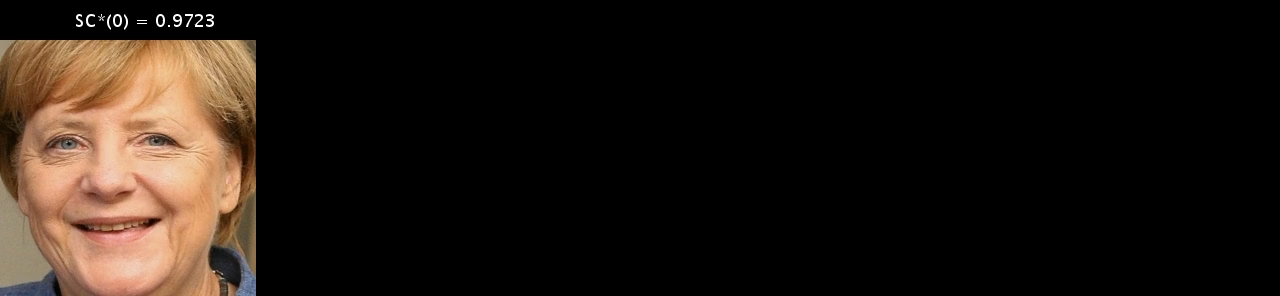 SC*(0) = 0.9723